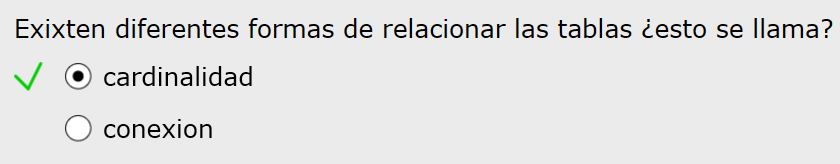 Exixten diferentes formas de relacionar las tablas ¿esto se llama?
cardinalidad
conexion